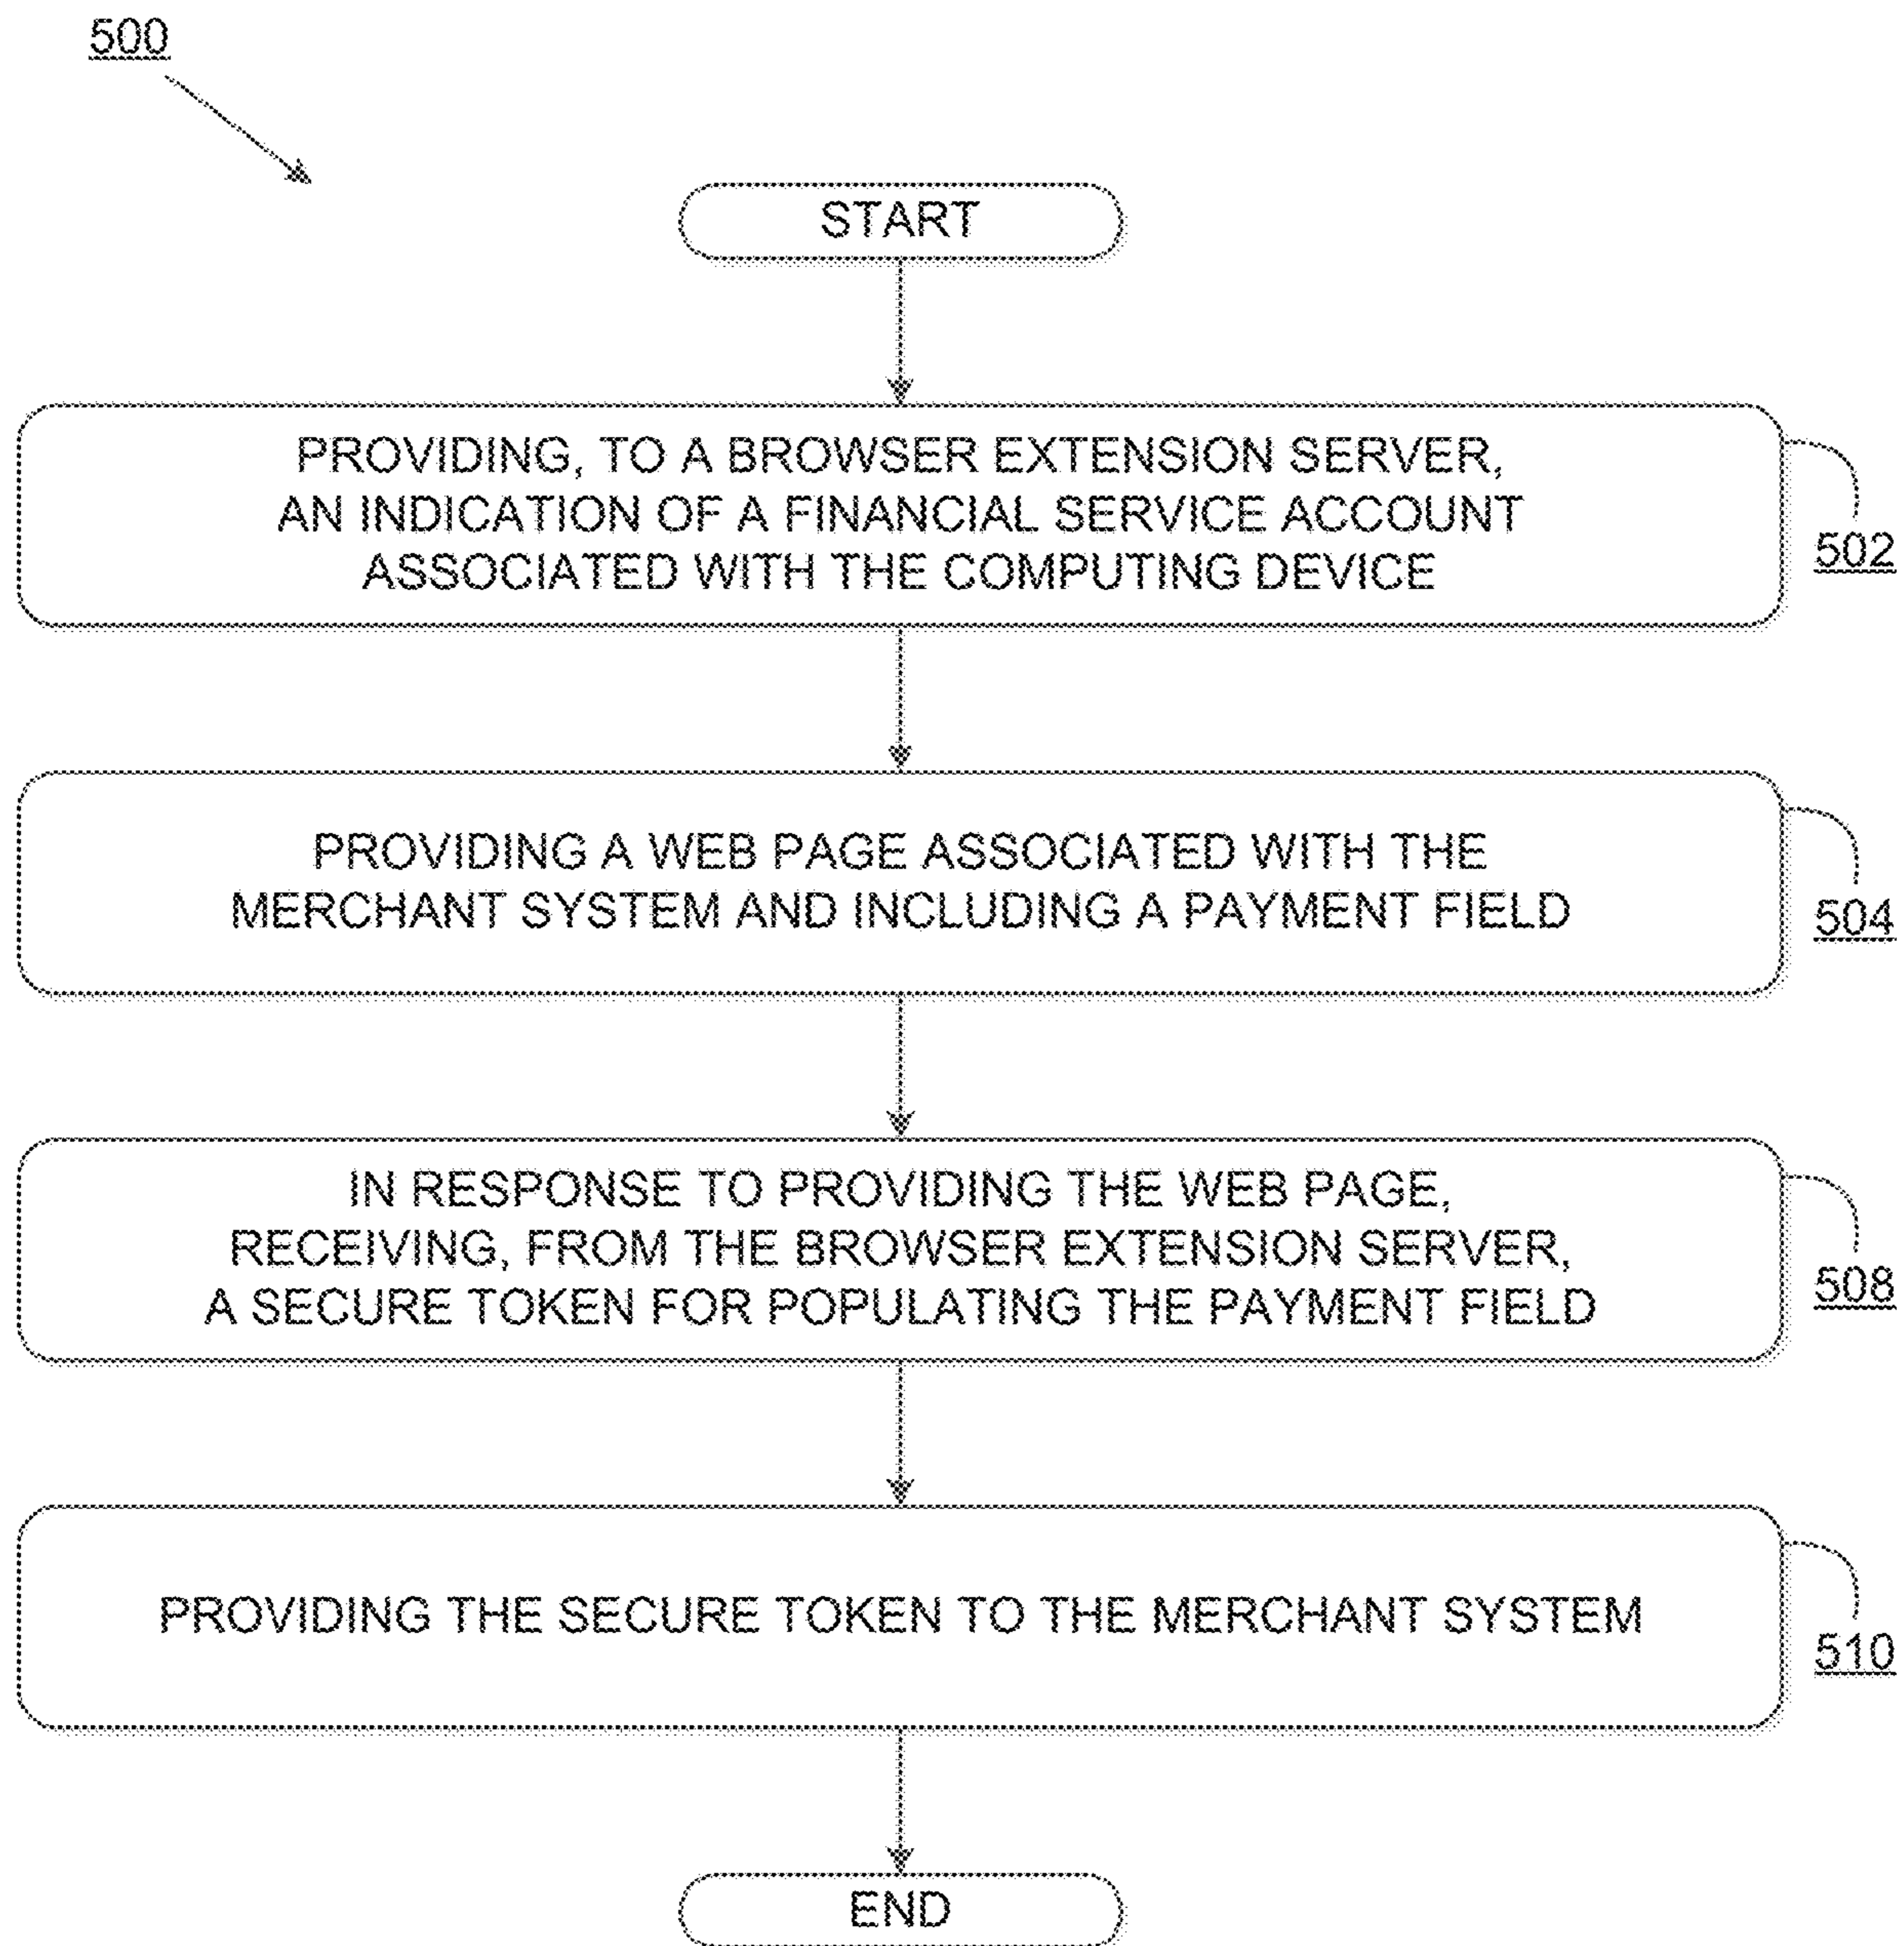 500
START
PROVIDING, TO A BROWSER EXTENSION SERVER,
AN INDICATION OF A FINANCIAL SERVICE ACCOUNT
ASSOCIATED WITH THE COMPUTING DEVICE
502
PROVIDING A WEB PAGE ASSOCIATED WITH THE
MERCHANT SYSTEM AND INCLUDING A PAYMENT FIELD
504
IN RESPONSE TO PROVIDING THE WEB PAGE,
RECEIVING, FROM THE BROWSER EXTENSION SERVER,
A SECURE TOKEN FOR POPULATING THE PAYMENT FIELD
508
PROVIDING THE SECURE TOKEN TO THE MERCHANT SYSTEM
510
END